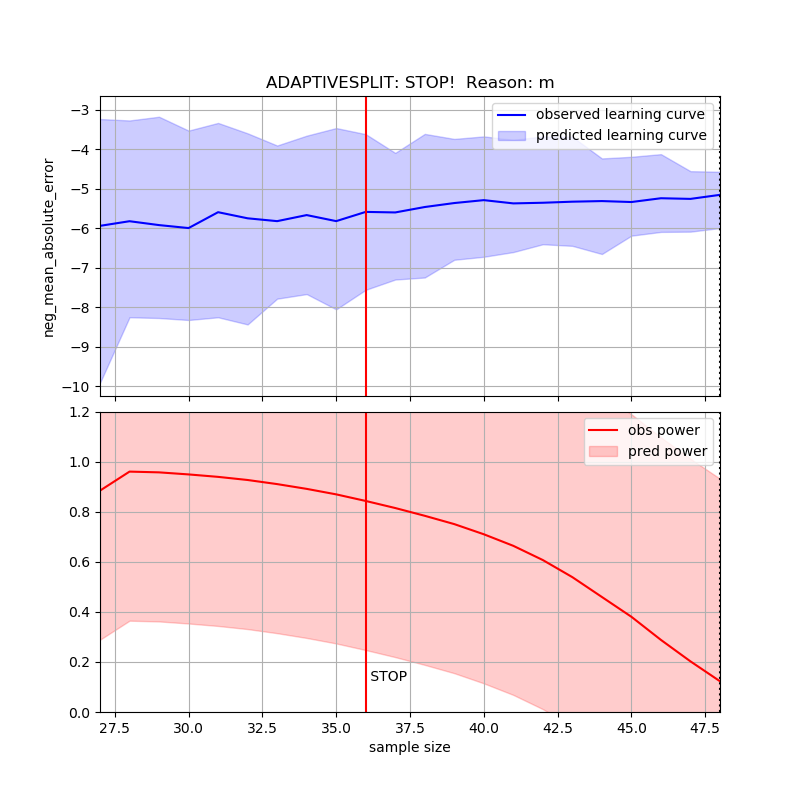 ADAPTIVESPLIT: STOP!  Reason: m
observed learning curve
predicted learning curve
neg_mean_absolute_error
−3
−4
−5
−6
−7
−8
−9
−10
obs power
pred power
1.2
1.0
0.8
0.6
0.4
0.2
0.0
STOP
27.5 30.0 32.5 35.0 37.5 40.0 42.5 45.0 47.5
sample size